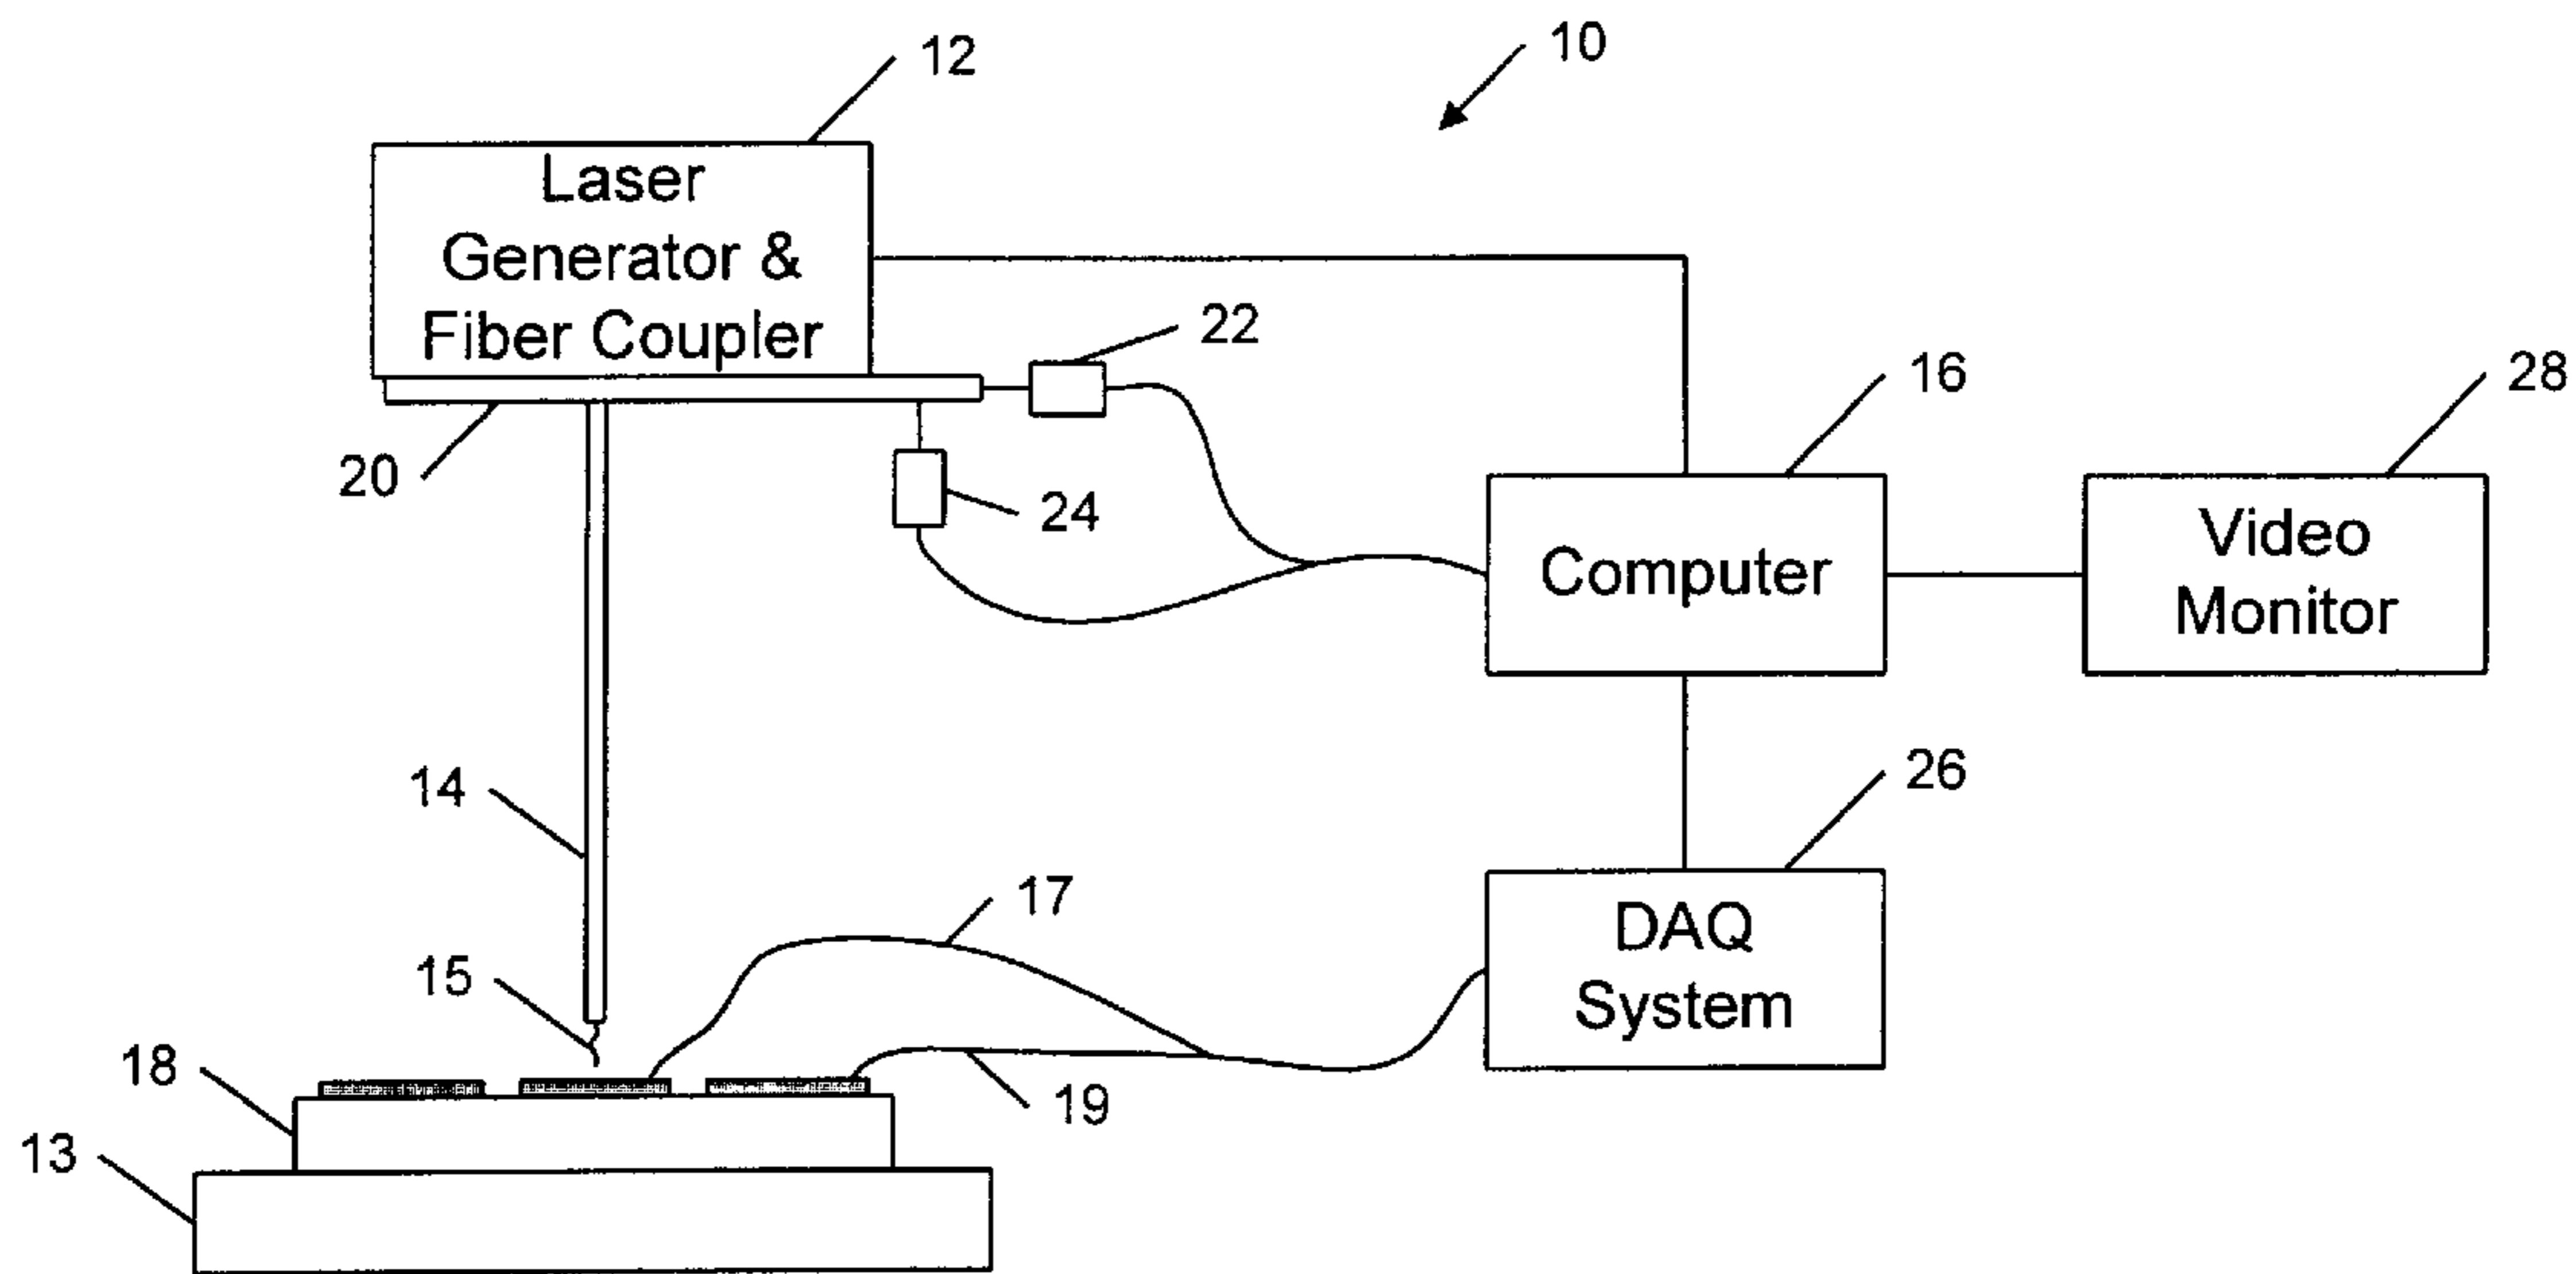 10
12
Laser
Generator &
Fiber Coupler
22
16
28
20
24
Computer
Video
Monitor
14
26
17
15
DAQ
System
18
19
13